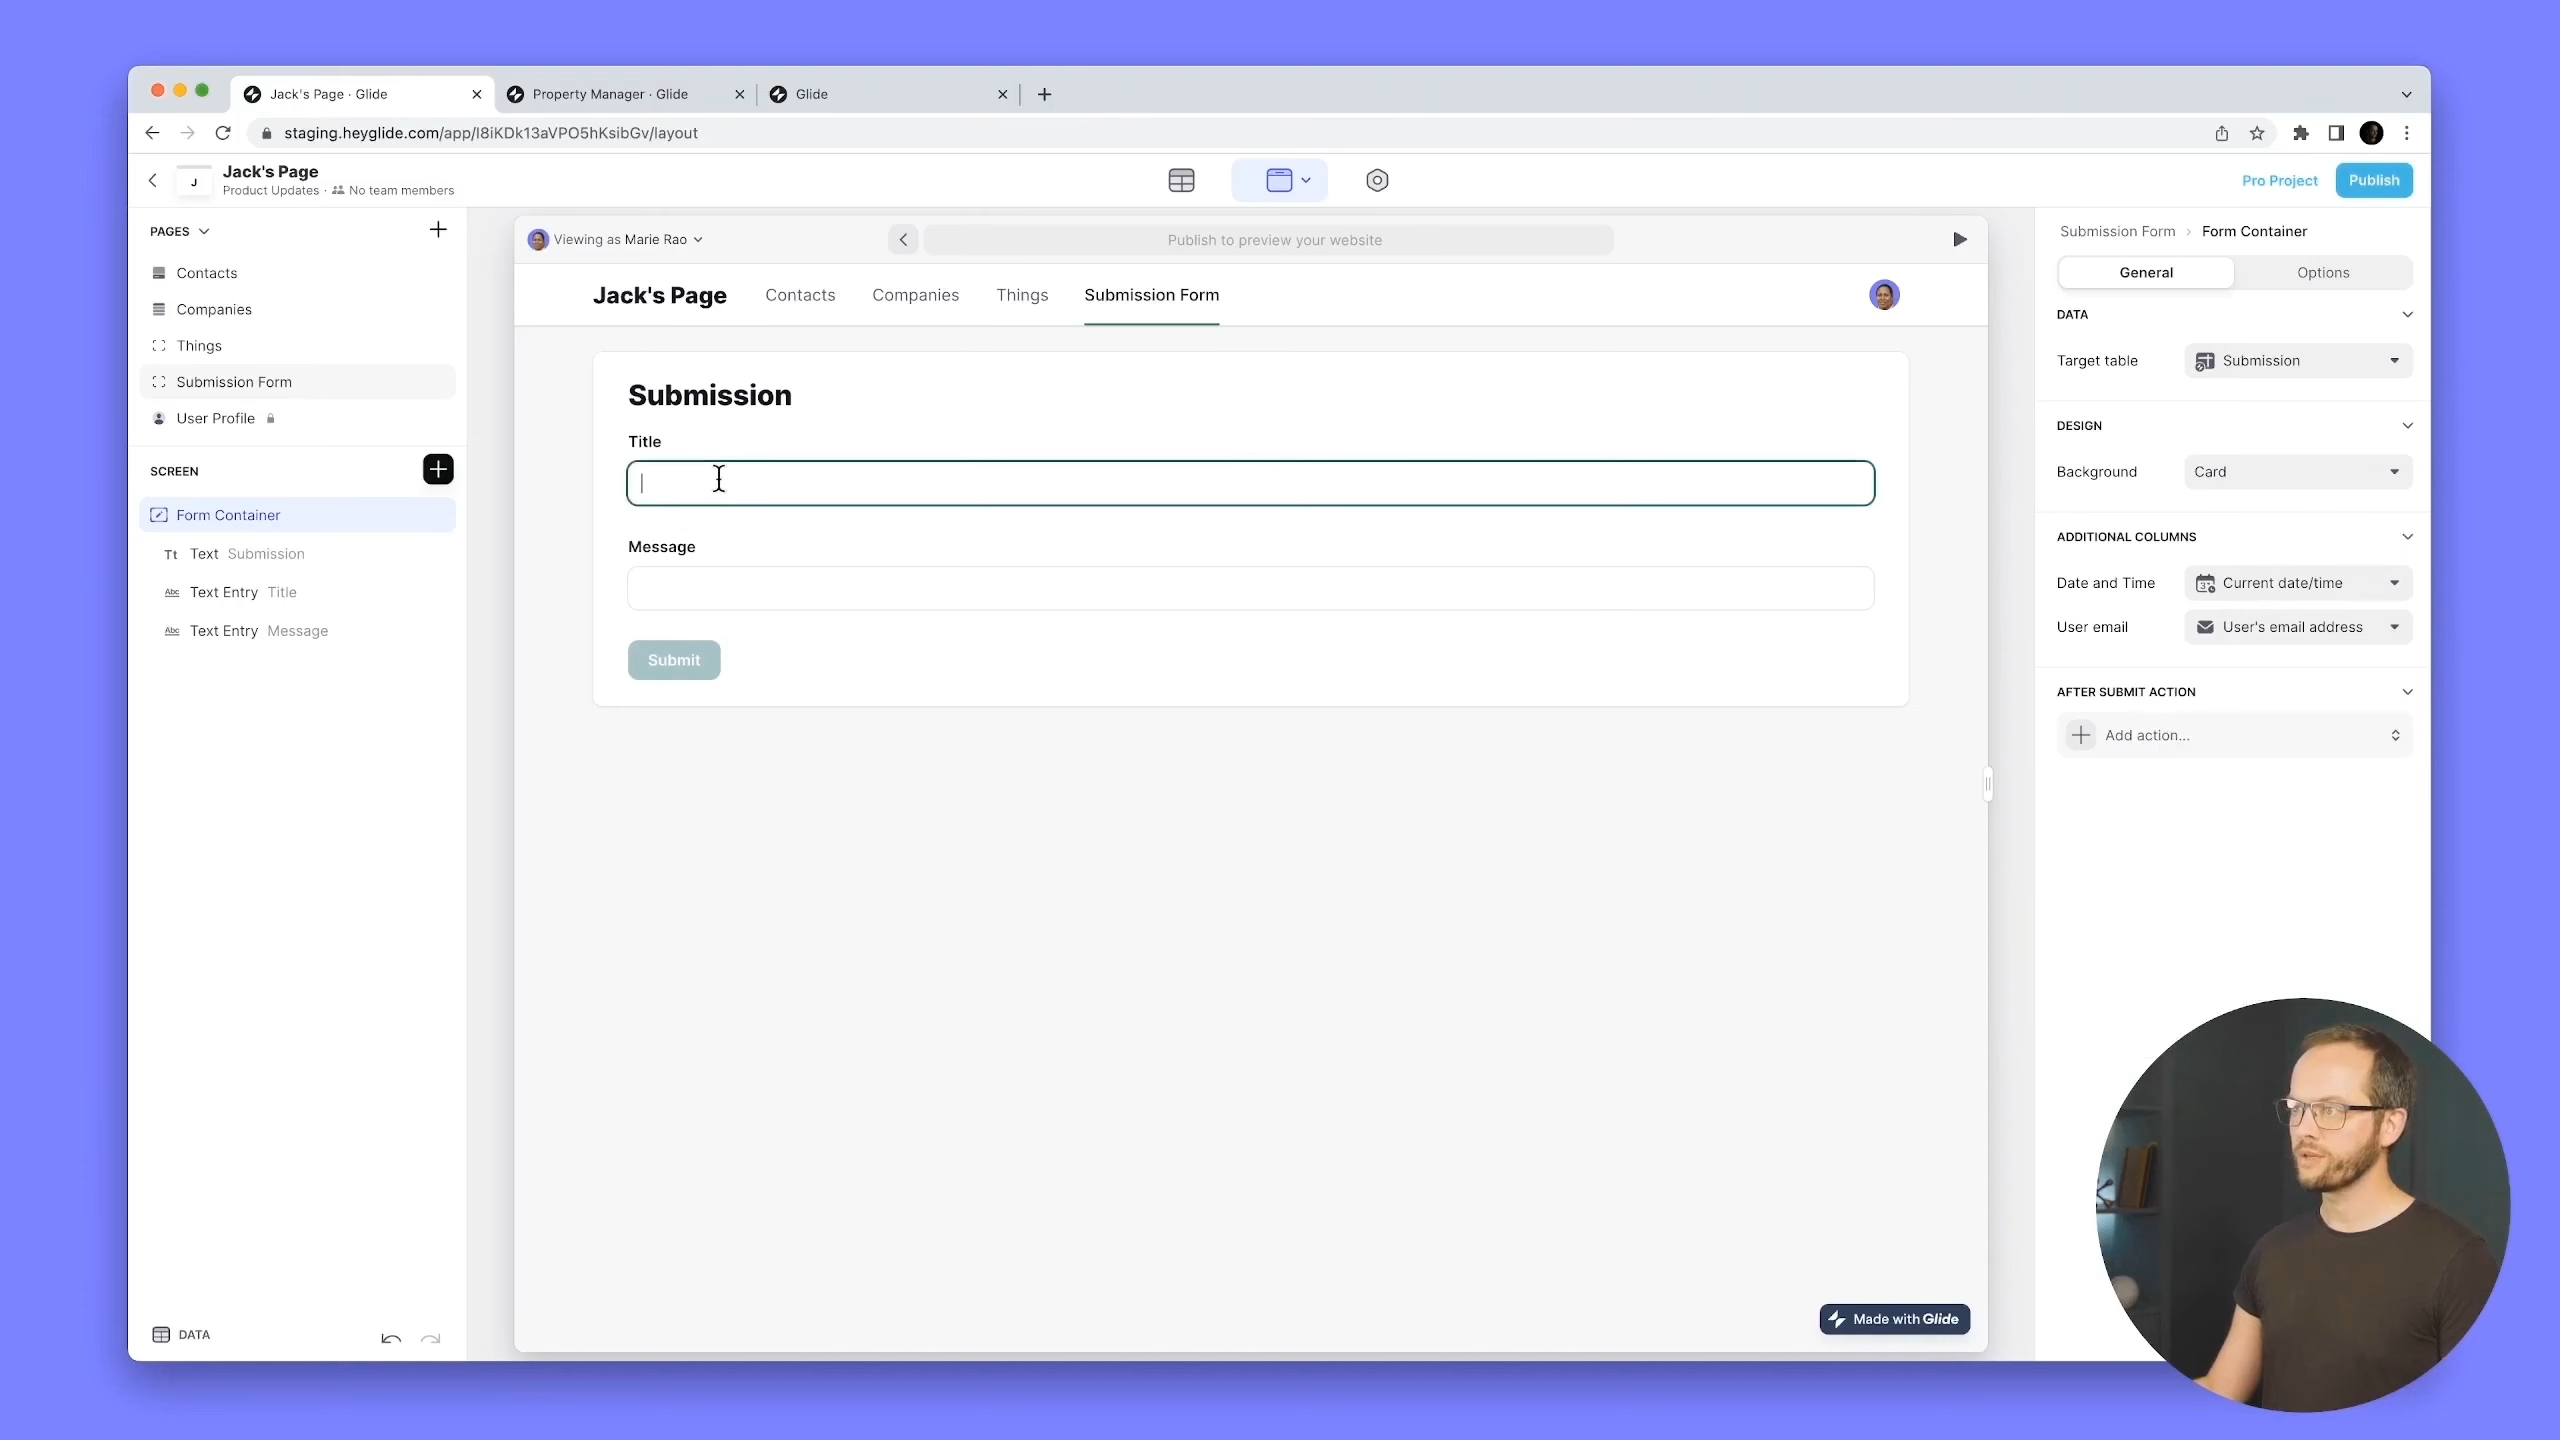 Jack's Page · Glide
Property Manager · Glide
Glide
staging.heyglide.com/app/I8iKDk13aVPO5hKsibGv/layout
J
Jack's Page
Product Updates · No team members
Pro Project
Publish
PAGES
Contacts
Companies
Things
Submission Form
User Profile
SCREEN
Form Container
Tt Text Submission
Abc Text Entry Title
Abc Text Entry Message
DATA
Viewing as Marie Rao
Publish to preview your website
Jack's Page
Contacts
Companies
Things
Submission Form
Submission
Title
Message
Submit
Made with Glide
Submission Form › Form Container
General
Options
DATA
Target table
Submission
DESIGN
Background
Card
ADDITIONAL COLUMNS
Date and Time
Current date/time
User email
User's email address
AFTER SUBMIT ACTION
Add action...